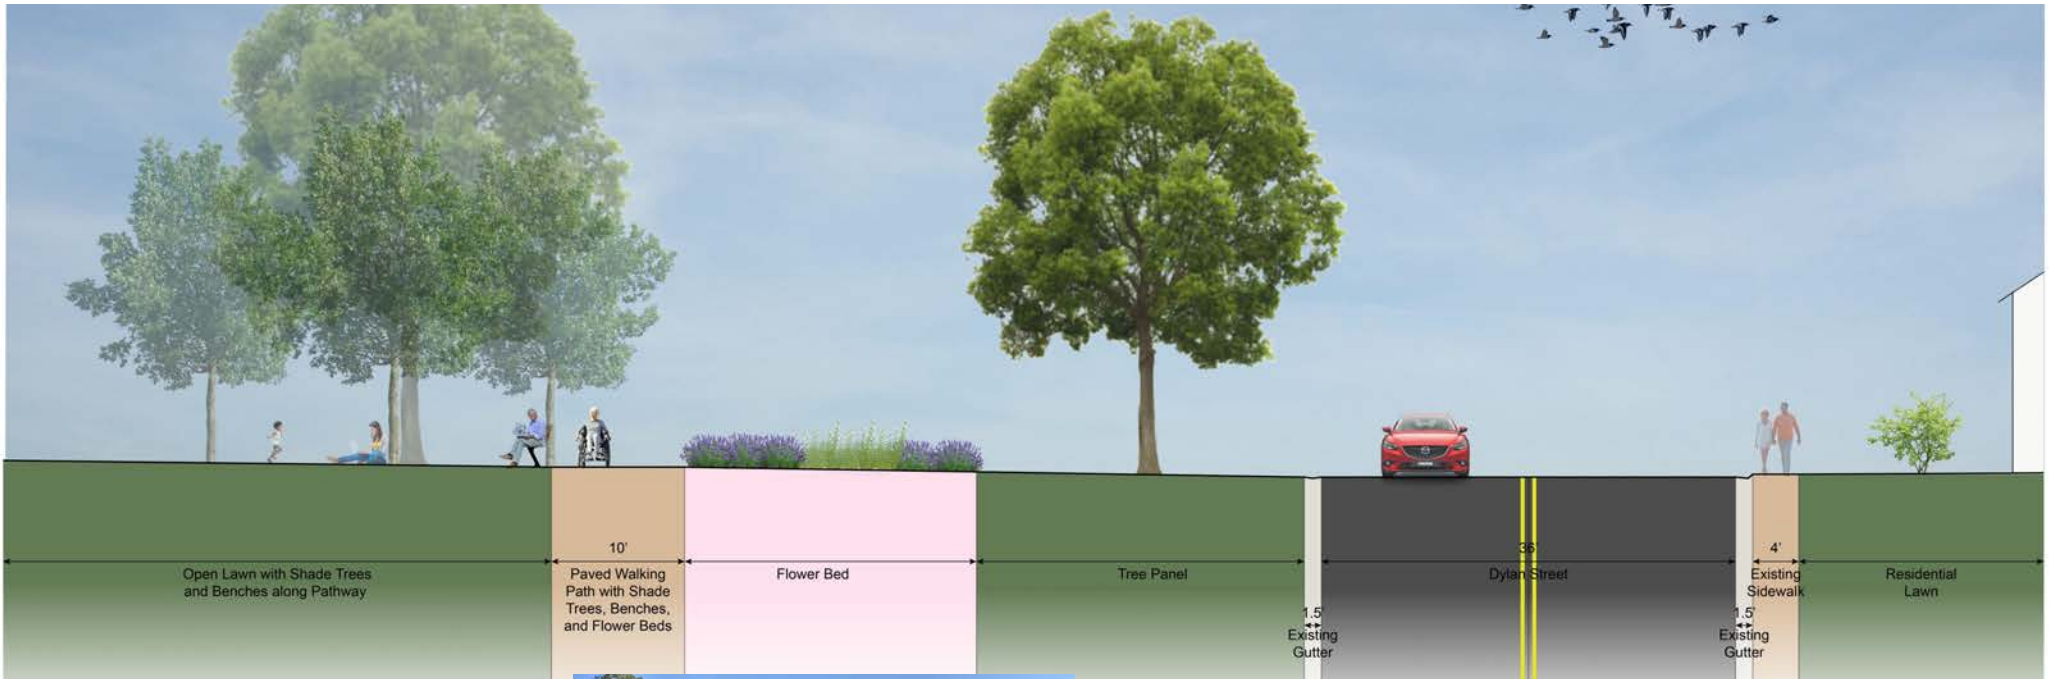 10'
Open Lawn with Shade Trees
and Benches along Pathway
Paved Walking
Path with Shade
Trees, Benches,
and Flower Beds
Flower Bed
Tree Panel
1.5'
Existing
Gutter
36'
Dylan Street
1.5'
Existing
Gutter
4'
Existing
Sidewalk
Residential
Lawn